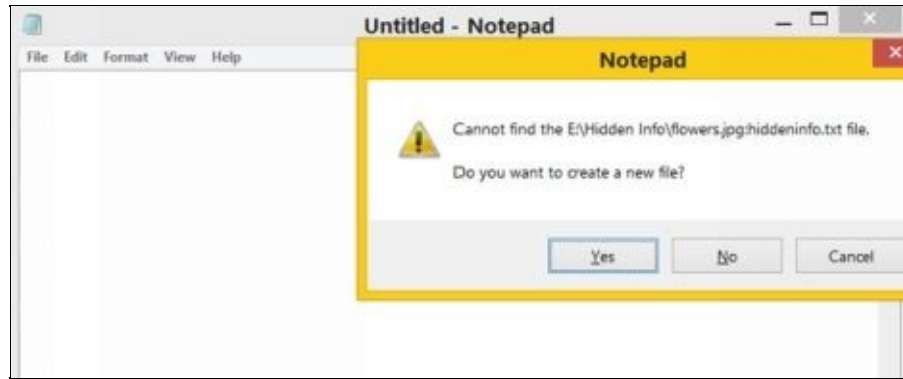 Untitled - Notepad
File Edit Format View Help
Notepad
Cannot find the E:\Hidden Info\flowers.jpg:hiddeninfo.txt file.
Do you want to create a new file?
Yes No Cancel